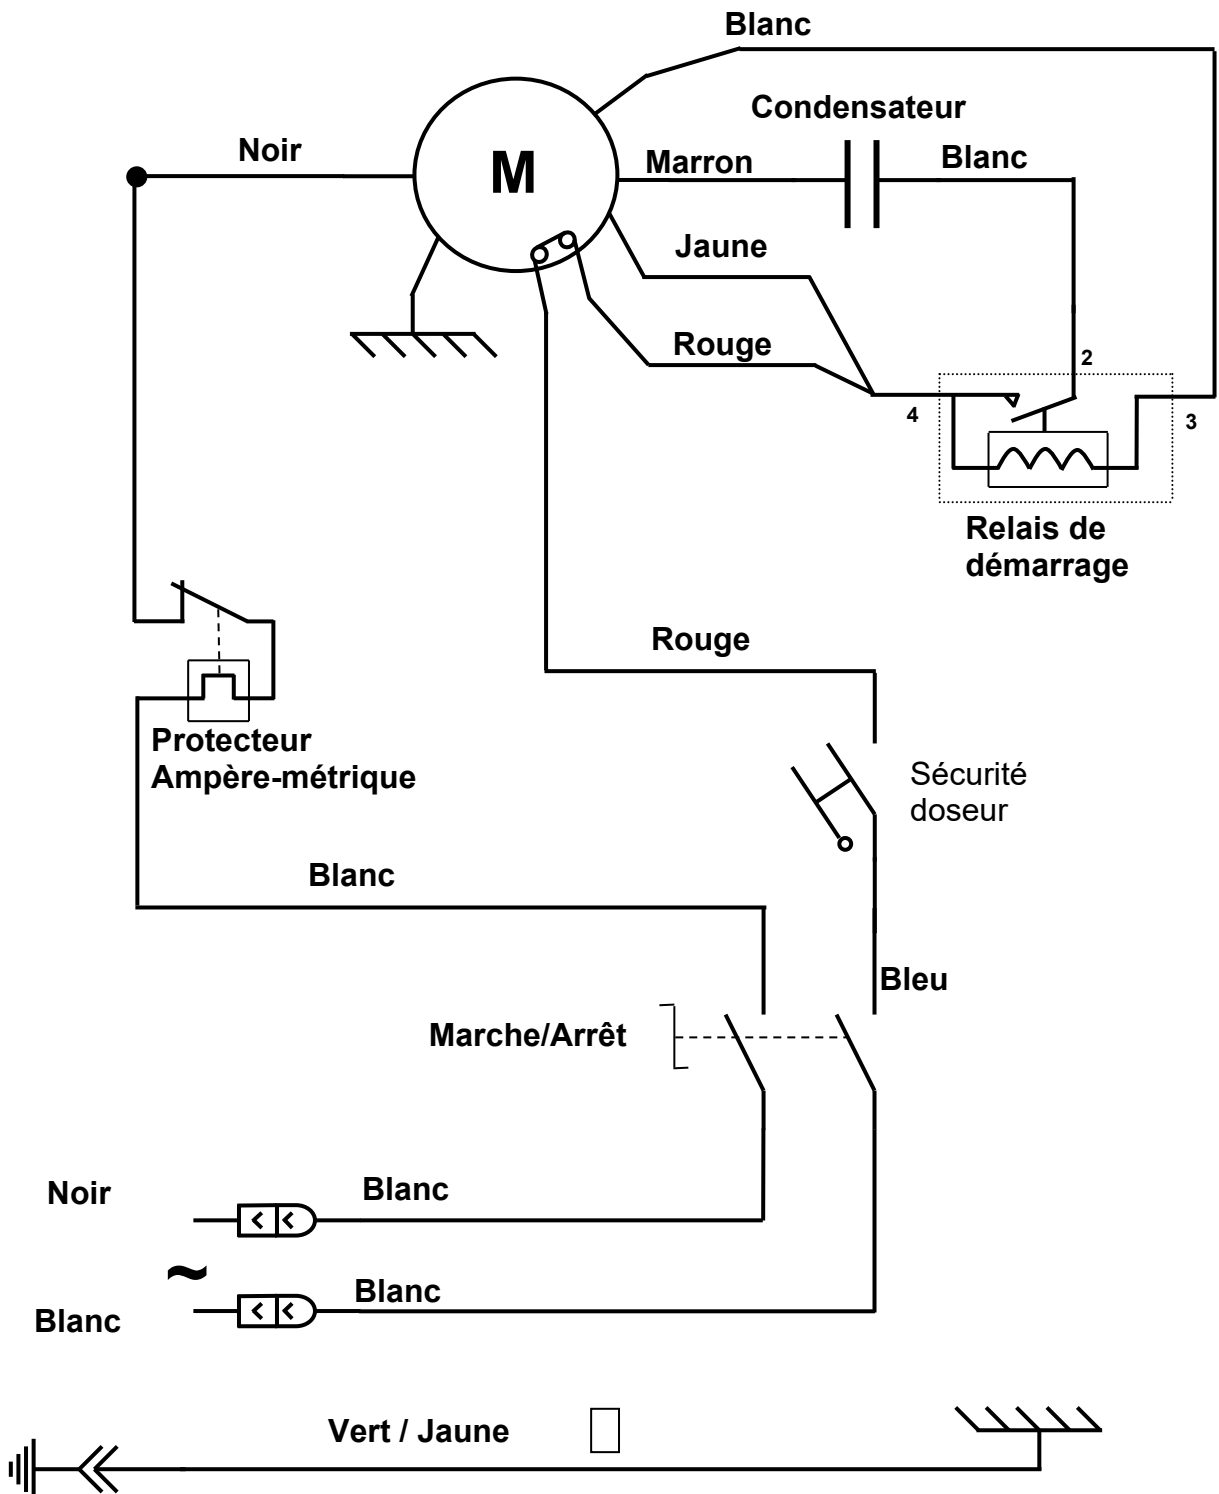 Blanc
Condensateur
Noir
M
Marron
Blanc
Jaune
Rouge
2
4
3
Relais de
démarrage
Rouge
Protecteur
Ampère-métrique
Sécurité
doseur
Blanc
Bleu
Marche/Arrêt
Noir
Blanc
~
Blanc
Blanc
Vert / Jaune